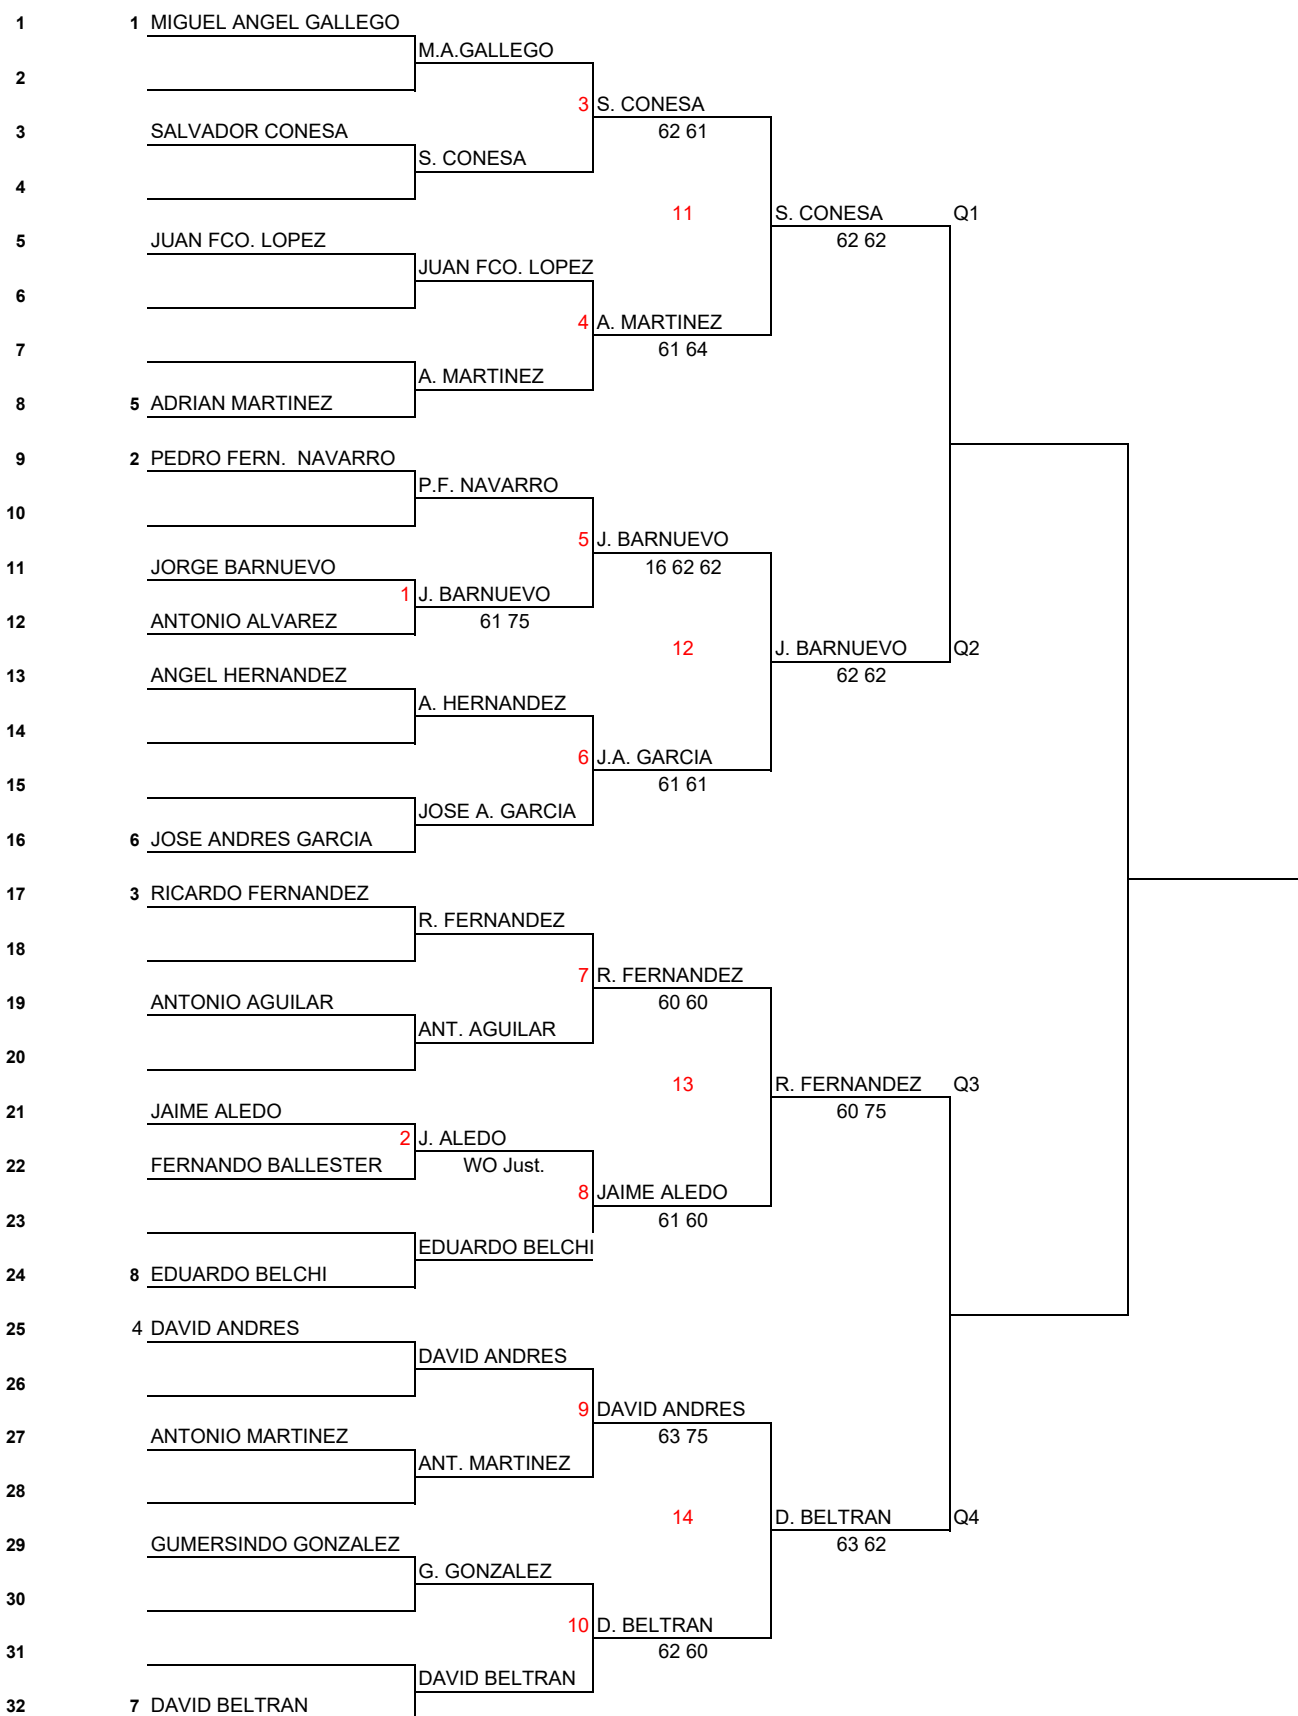 1 1 MIGUEL ANGEL GALLEGO
M.A.GALLEGO
2
3 S. CONESA
3 SALVADOR CONESA 62 61
S. CONESA
4
11 S. CONESA Q1
5 JUAN FCO. LOPEZ 62 62
JUAN FCO. LOPEZ
6
4 A. MARTINEZ
7 61 64
A. MARTINEZ
8 5 ADRIAN MARTINEZ
9 2 PEDRO FERN. NAVARRO
P.F. NAVARRO
10
5 J. BARNUEVO
11 JORGE BARNUEVO 16 62 62
1 J. BARNUEVO
12 ANTONIO ALVAREZ 61 75
12 J. BARNUEVO Q2
13 ANGEL HERNANDEZ 62 62
A. HERNANDEZ
14
6 J.A. GARCIA
15 61 61
JOSE A. GARCIA
16 6 JOSE ANDRES GARCIA
17 3 RICARDO FERNANDEZ
R. FERNANDEZ
18
7 R. FERNANDEZ
19 ANTONIO AGUILAR 60 60
ANT. AGUILAR
20
13 R. FERNANDEZ Q3
21 JAIME ALEDO 60 75
2 J. ALEDO
22 FERNANDO BALLESTER WO Just.
8 JAIME ALEDO
23 61 60
EDUARDO BELCHI
24 8 EDUARDO BELCHI
25 4 DAVID ANDRES
DAVID ANDRES
26
9 DAVID ANDRES
27 ANTONIO MARTINEZ 63 75
ANT. MARTINEZ
28
14 D. BELTRAN Q4
29 GUMERSINDO GONZALEZ 63 62
G. GONZALEZ
30
10 D. BELTRAN
31 62 60
DAVID BELTRAN
32 7 DAVID BELTRAN